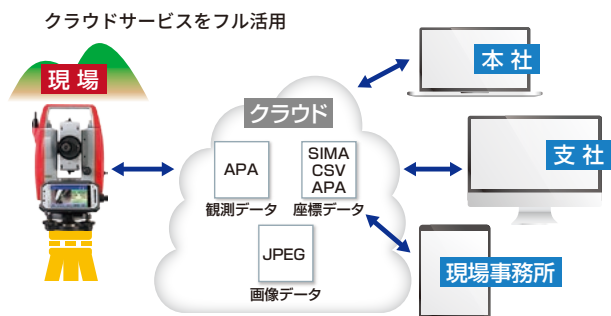 クラウドサービスをフル活用
現場
本社
クラウド
支社
APA
観測データ
SIMA
CSV
APA
座標データ
JPEG
画像データ
現場事務所